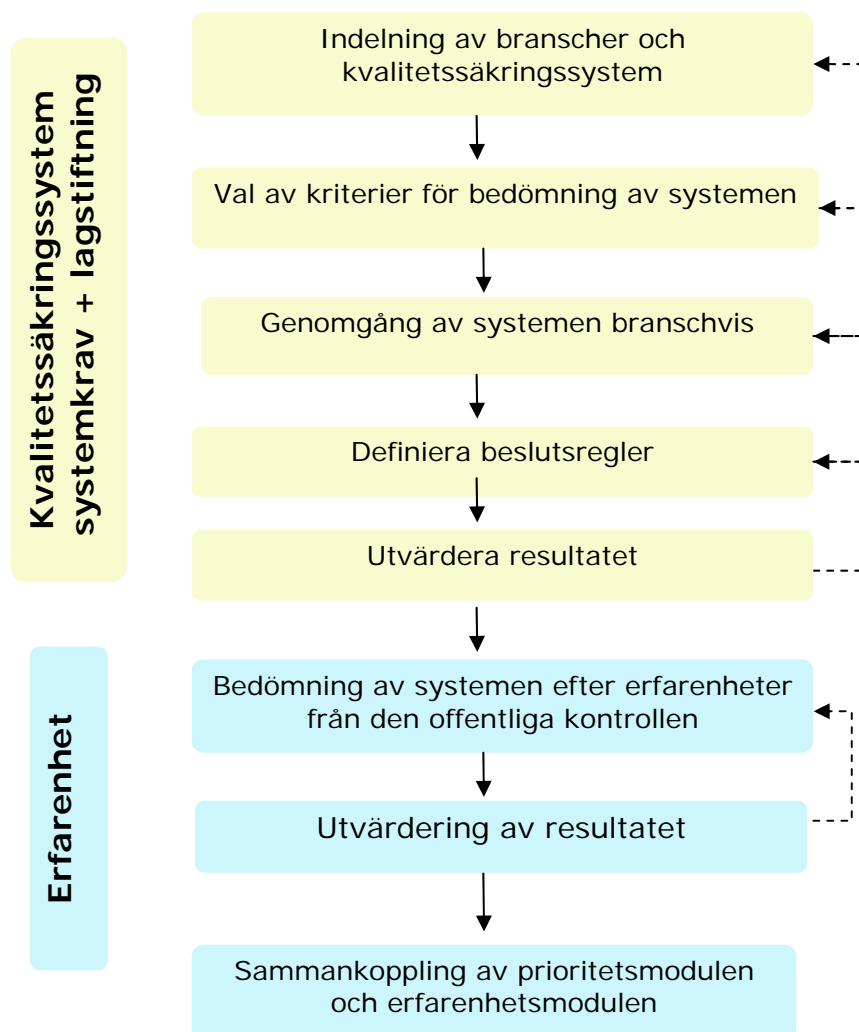 Kvalitetssäkringssystem
systemkrav + lagstiftning
Indelning av branscher och
kvalitetssäkringssystem
Val av kriterier för bedömning av systemen
Genomgång av systemen branschvis
Definiera beslutsregler
Utvärdera resultatet
Erfarenhet
Bedömning av systemen efter erfarenheter
från den offentliga kontrollen
Utvärdering av resultatet
Sammankoppling av prioritetsmodulen
och erfarenhetsmodulen